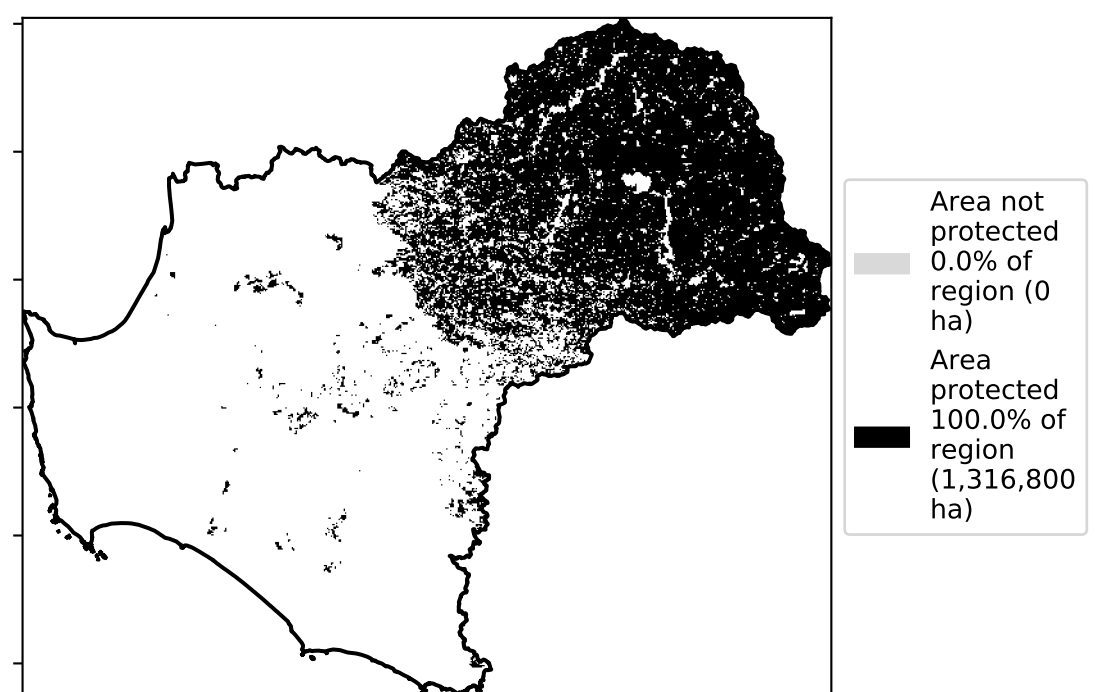 Area not
protected
0.0% of
region (0
ha)
Area
protected
100.0% of
region
(1,316,800
ha)